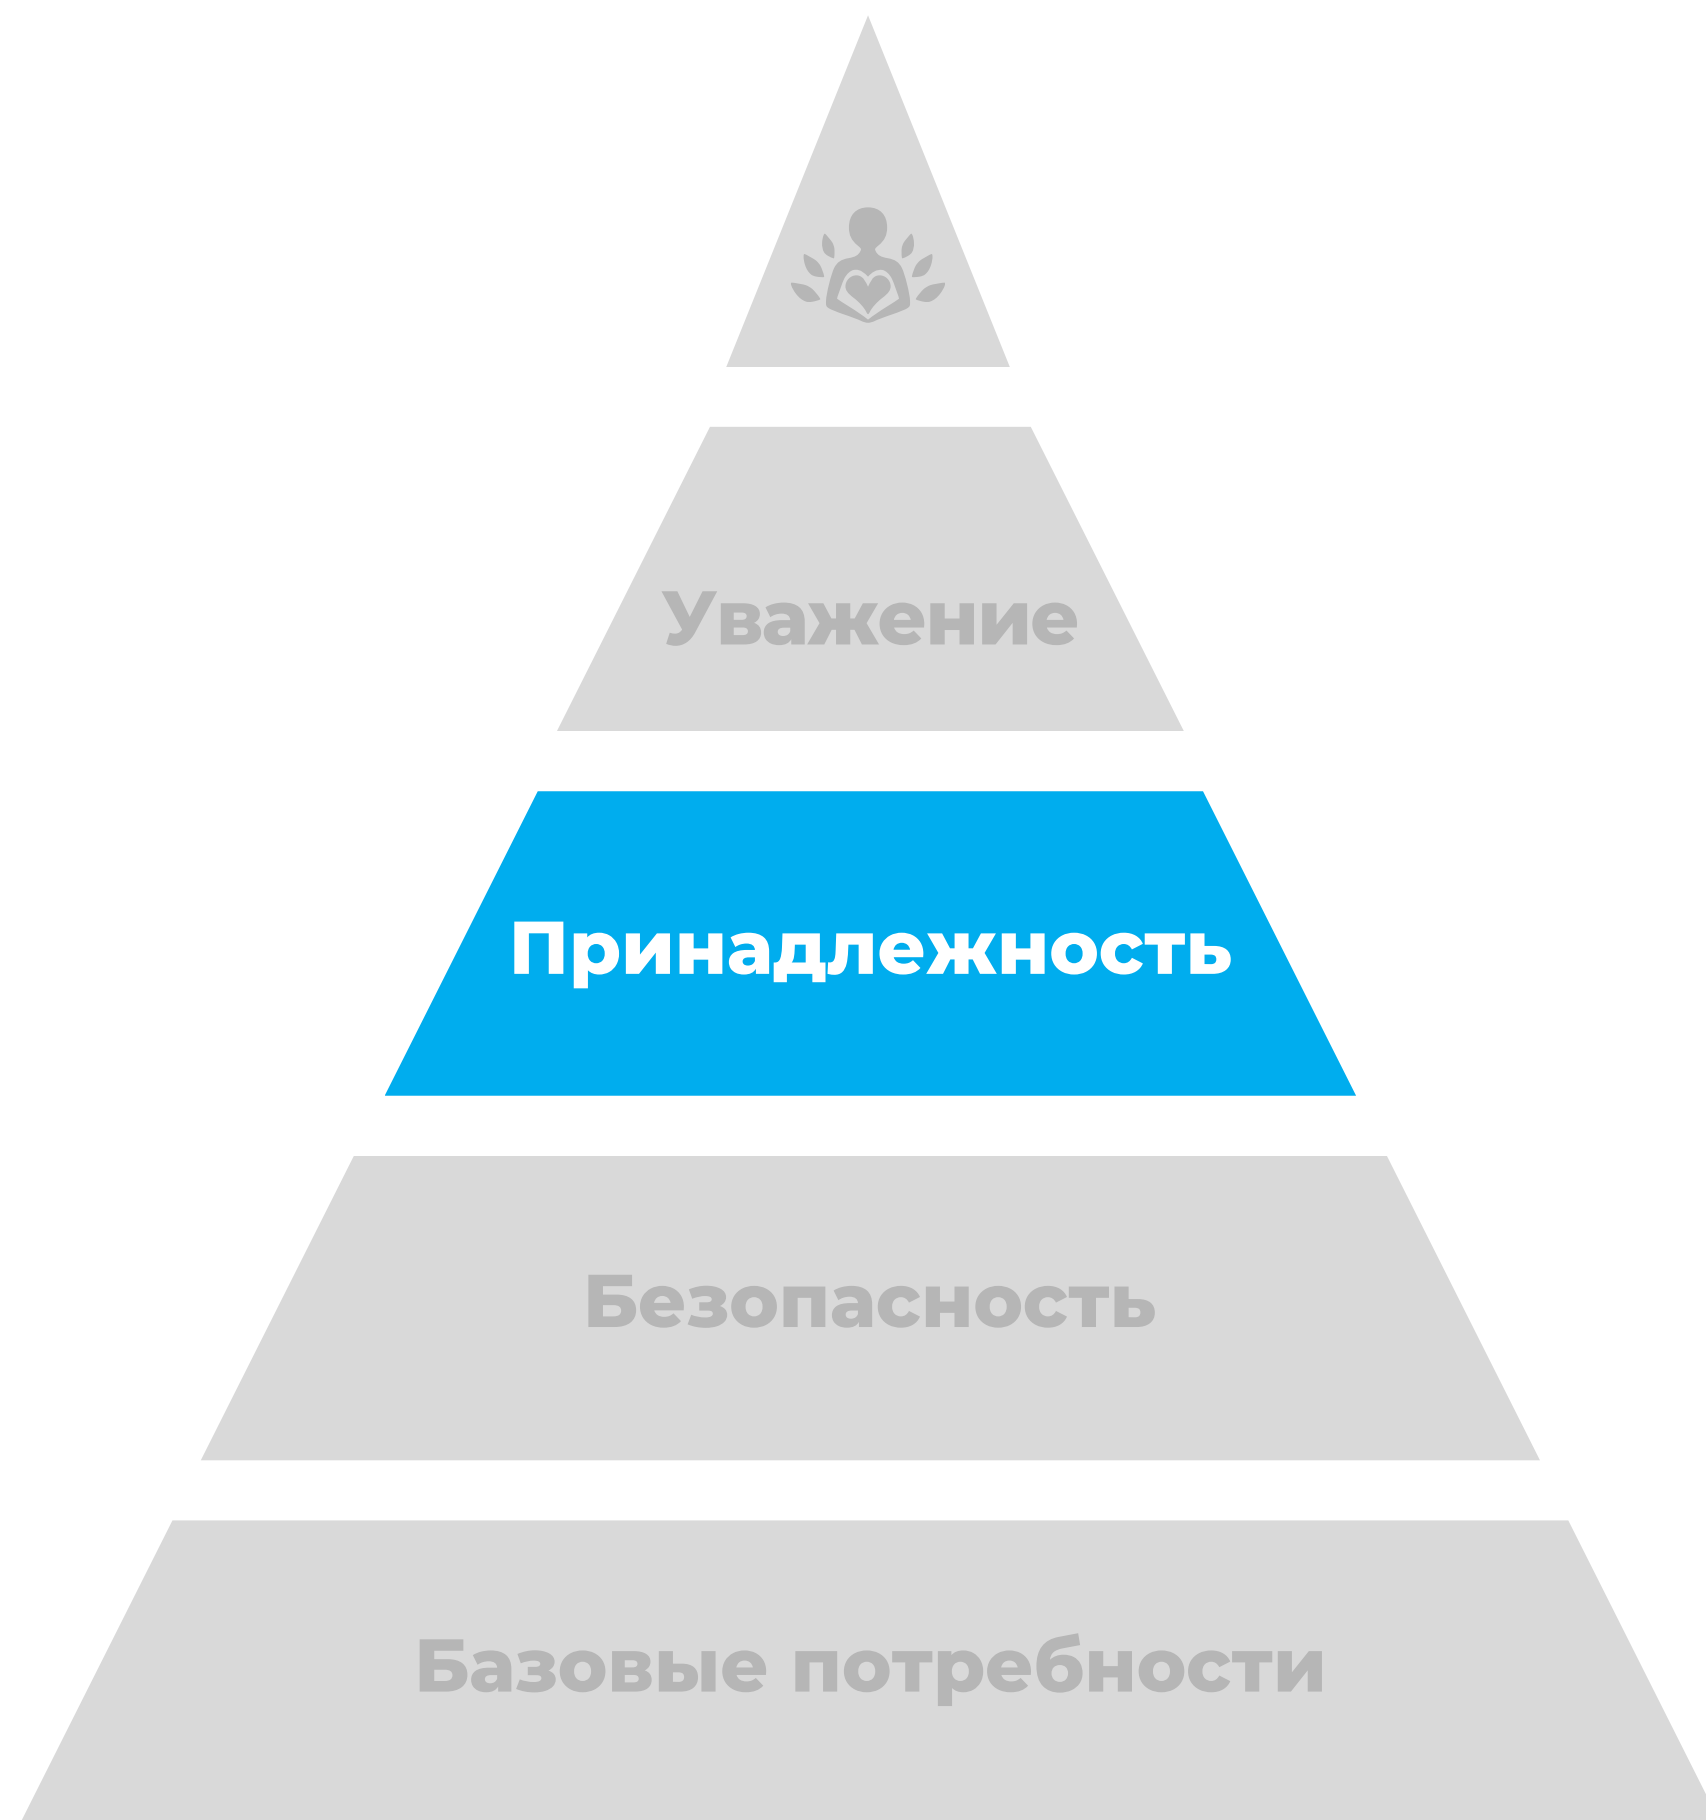 Уважение
Принадлежность
Безопасность
Базовые потребности